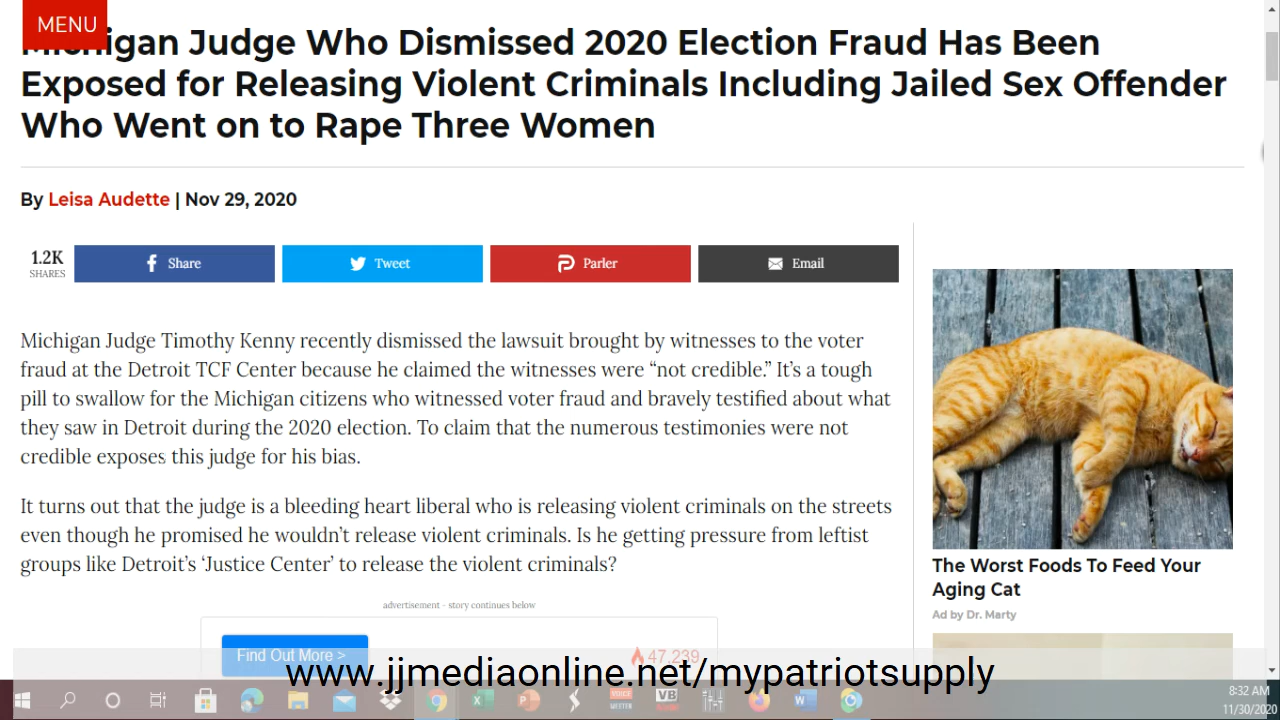 MENU
Michigan Judge Who Dismissed 2020 Election Fraud Has Been
Exposed for Releasing Violent Criminals Including Jailed Sex Offender
Who Went on to Rape Three Women
By Leisa Audette | Nov 29, 2020
1.2K
SHARES
Share
Tweet
Parler
Email
Michigan Judge Timothy Kenny recently dismissed the lawsuit brought by witnesses to the voter
fraud at the Detroit TCF Center because he claimed the witnesses were “not credible.” It’s a tough
pill to swallow for the Michigan citizens who witnessed voter fraud and bravely testified about what
they saw in Detroit during the 2020 election. To claim that the numerous testimonies were not
credible exposes this judge for his bias.
It turns out that the judge is a bleeding heart liberal who is releasing violent criminals on the streets
even though he promised he wouldn’t release violent criminals. Is he getting pressure from leftist
groups like Detroit’s ‘Justice Center’ to release the violent criminals?
advertisement - story continues below
Find Out More >
47,239
The Worst Foods To Feed Your
Aging Cat
Ad by Dr. Marty
www.jjmediaonline.net/mypatriotsupply
8:32 AM
11/30/2020